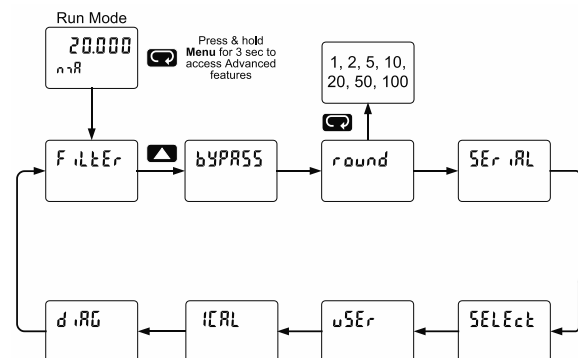 Run Mode
20.000
mA
Press & hold
Menu for 3 sec to
access Advanced
features
1, 2, 5, 10,
20, 50, 100
FiLtEr
bYPASS
round
SEriAL
diAG
ICAL
uSEr
SELEct